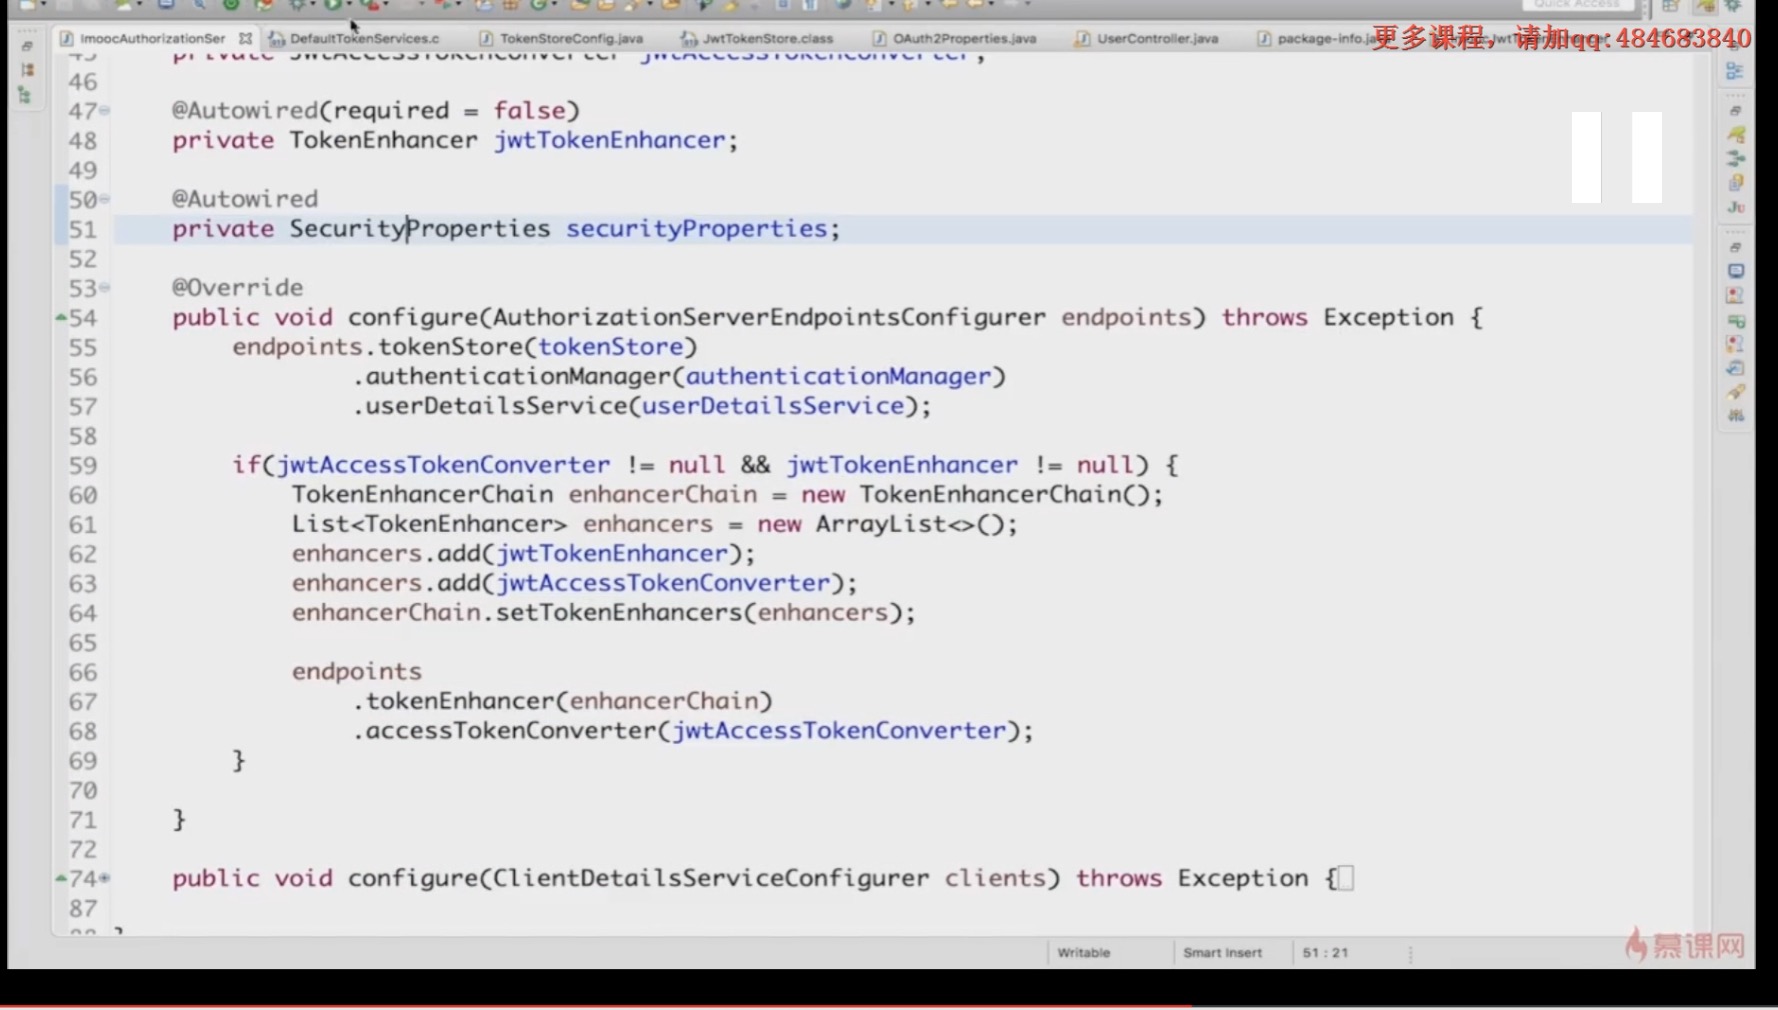 Quick Access
ImoocAuthorizationSer
DefaultTokenServices.c
TokenStoreConfig.java
JwtTokenStore.class
OAuth2Properties.java
UserController.java
package-info.ja
更多课程，请加qq:484683840
45 private JwtAccessTokenConverter jwtAccessTokenConverter;
46
47 @Autowired(required = false)
48 private TokenEnhancer jwtTokenEnhancer;
49
50 @Autowired
51 private SecurityProperties securityProperties;
52
53 @Override
54 public void configure(AuthorizationServerEndpointsConfigurer endpoints) throws Exception {
55 endpoints.tokenStore(tokenStore)
56 .authenticationManager(authenticationManager)
57 .userDetailsService(userDetailsService);
58
59 if(jwtAccessTokenConverter != null && jwtTokenEnhancer != null) {
60 TokenEnhancerChain enhancerChain = new TokenEnhancerChain();
61 List<TokenEnhancer> enhancers = new ArrayList<>();
62 enhancers.add(jwtTokenEnhancer);
63 enhancers.add(jwtAccessTokenConverter);
64 enhancerChain.setTokenEnhancers(enhancers);
65
66 endpoints
67 .tokenEnhancer(enhancerChain)
68 .accessTokenConverter(jwtAccessTokenConverter);
69 }
70
71 }
72
74 public void configure(ClientDetailsServiceConfigurer clients) throws Exception {
87
Writable
Smart Insert
51 : 21
慕课网